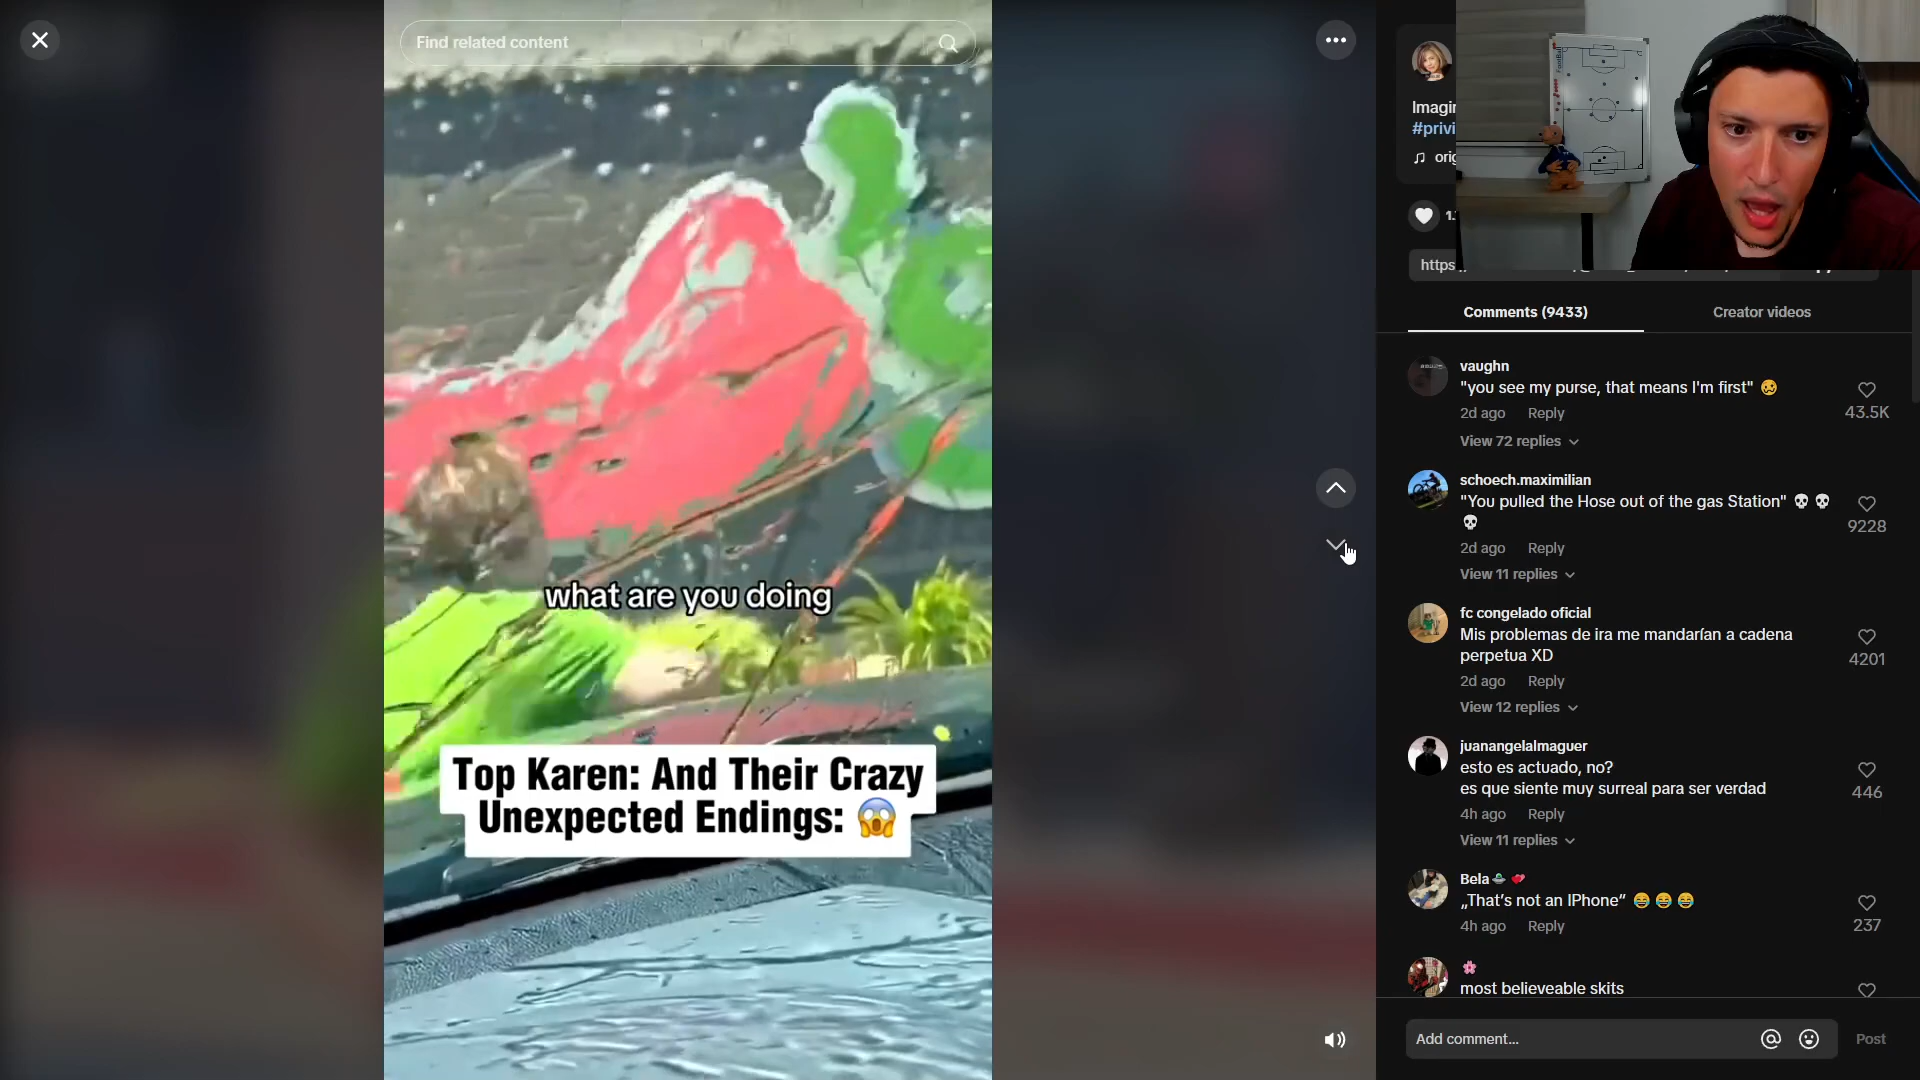 Find related content
Imagin
#privi
orig
1.
https
Comments (9433)
Creator videos
vaughn
"you see my purse, that means I'm first" 🥴
2d ago Reply
43.5K
View 72 replies
schoech.maximilian
"You pulled the Hose out of the gas Station" 💀 💀
💀
9228
2d ago Reply
View 11 replies
fc congelado oficial
Mis problemas de ira me mandarían a cadena
perpetua XD
4201
2d ago Reply
View 12 replies
juanangelalmaguer
esto es actuado, no?
es que siente muy surreal para ser verdad
446
4h ago Reply
View 11 replies
Bela🛸 💕
„That's not an IPhone“ 😂 😂 😂
237
4h ago Reply
🌸
most believeable skits
Add comment...
Post
what are you doing
Top Karen: And Their Crazy
Unexpected Endings: 😱
FootBall